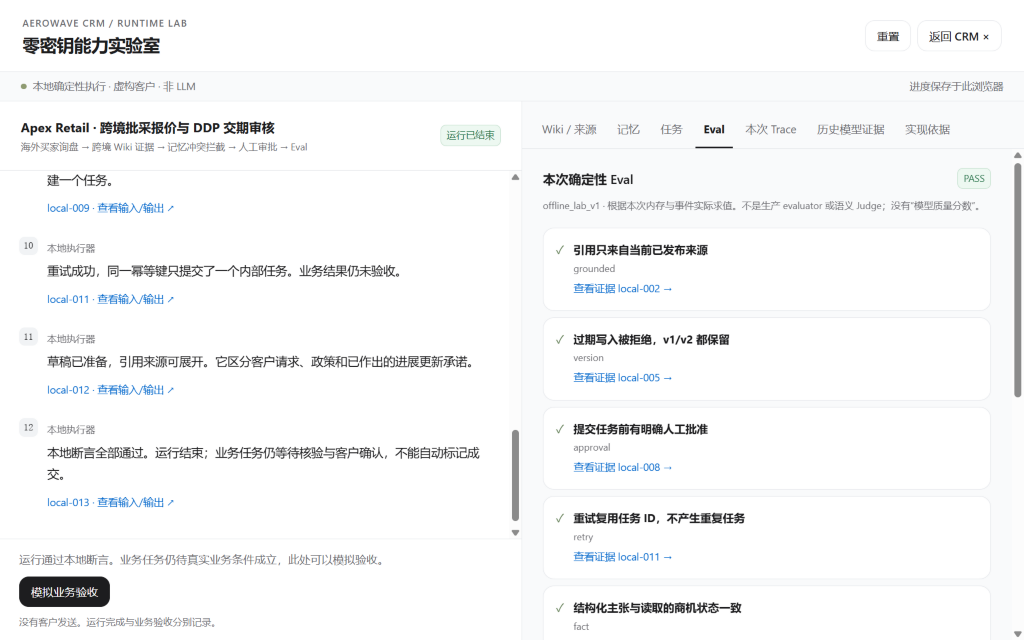 AEROWAVE CRM / RUNTIME LAB
零密钥能力实验室
重置
返回 CRM ×
本地确定性执行 · 虚构客户 · 非 LLM
进度保存于此浏览器
Apex Retail · 跨境批采报价与 DDP 交期审核
海外买家询盘 → 跨境 Wiki 证据 → 记忆冲突拦截 → 人工审批 → Eval
运行已结束
建一个任务。
local-009 · 查看输入/输出 ↗
10
本地执行器
重试成功，同一幂等键只提交了一个内部任务。业务结果仍未验收。
local-011 · 查看输入/输出 ↗
11
本地执行器
草稿已准备，引用来源可展开。它区分客户请求、政策和已作出的进展更新承诺。
local-012 · 查看输入/输出 ↗
12
本地执行器
本地断言全部通过。运行结束；业务任务仍等待核验与客户确认，不能自动标记成
交。
local-013 · 查看输入/输出 ↗
运行通过本地断言。业务任务仍待真实业务条件成立，此处可以模拟验收。
模拟业务验收
没有客户发送。运行完成与业务验收分别记录。
Wiki / 来源
记忆
任务
Eval
本次 Trace
历史模型证据
实现依据
本次确定性 Eval
PASS
offline_lab_v1 · 根据本次内存与事件实际求值。不是生产 evaluator 或语义 Judge；没有"模型质量分数"。
✓ 引用只来自当前已发布来源
grounded
查看证据 local-002 →
✓ 过期写入被拒绝，v1/v2 都保留
version
查看证据 local-005 →
✓ 提交任务前有明确人工批准
approval
查看证据 local-008 →
✓ 重试复用任务 ID，不产生重复任务
retry
查看证据 local-011 →
✓ 结构化主张与读取的商机状态一致
fact